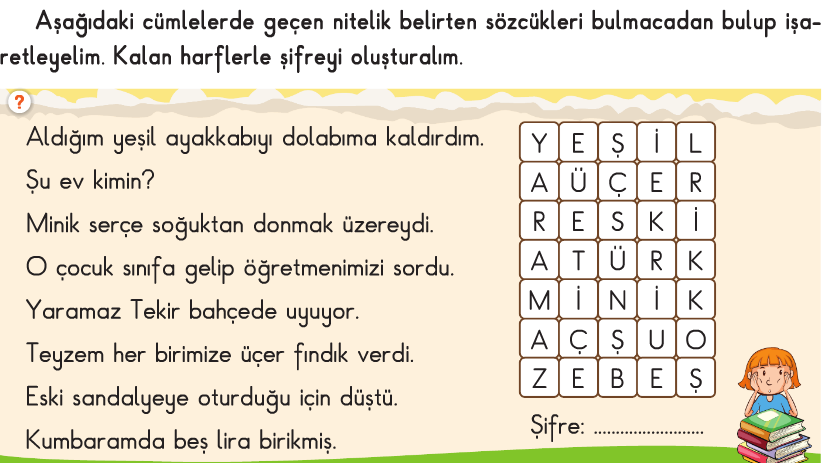 Aşağıdaki cümlelerde geçen nitelik belirten sözcükleri bulmacadan bulup işa-
retleyelim. Kalan harflerle şifreyi oluşturalım.
?
Aldığım yeşil ayakkabıyı dolabıma kaldırdım.
Şu ev kimin?
Minik serçe soğuktan donmak üzereydi.
O çocuk sınıfa gelip öğretmenimizi sordu.
Yaramaz Tekir bahçede uyuyor.
Teyzem her birimize üçer fındık verdi.
Eski sandalyeye oturduğu için düştü.
Kumbaramda beş lira birikmiş.
Y E Ş İ L
A Ü Ç E R
R E S K İ
A T Ü R K
M İ N İ K
A Ç Ş U O
Z E B E Ş
Şifre: ........................